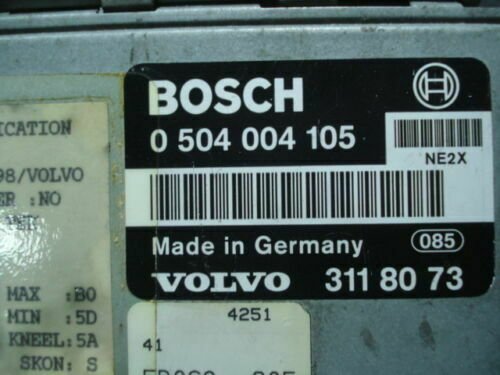 BOSCH
0 504 004 105
NE2X
Made in Germany 085
VOLVO 311 80 73
ICATION
98/VOLVO
ER :NO
MAX :B0
MIN :5D
KNEEL:5A
SKON: S
4251
41